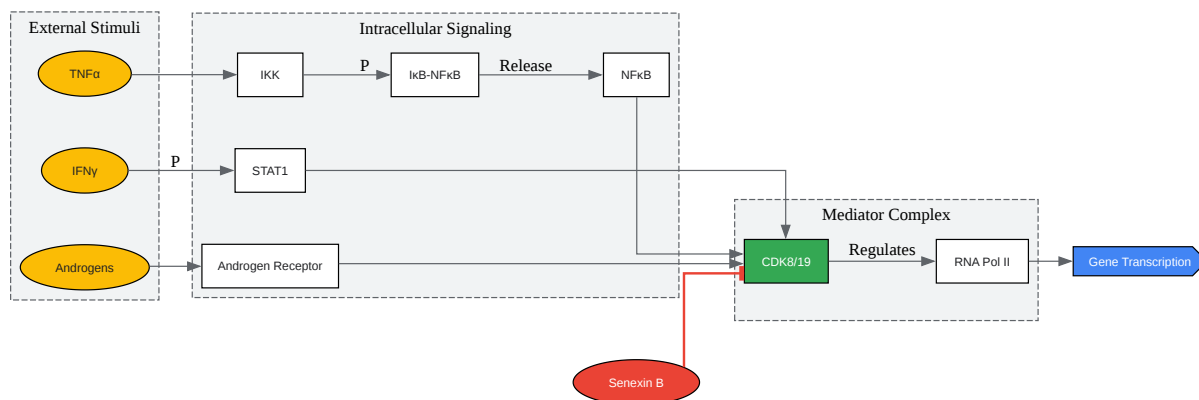 External Stimuli
Intracellular Signaling
TNFα
IKK
P
IκB-NFκB
Release
NFκB
IFNγ
P
STAT1
Mediator Complex
Androgens
Androgen Receptor
CDK8/19
Regulates
RNA Pol II
Gene Transcription
Senexin B